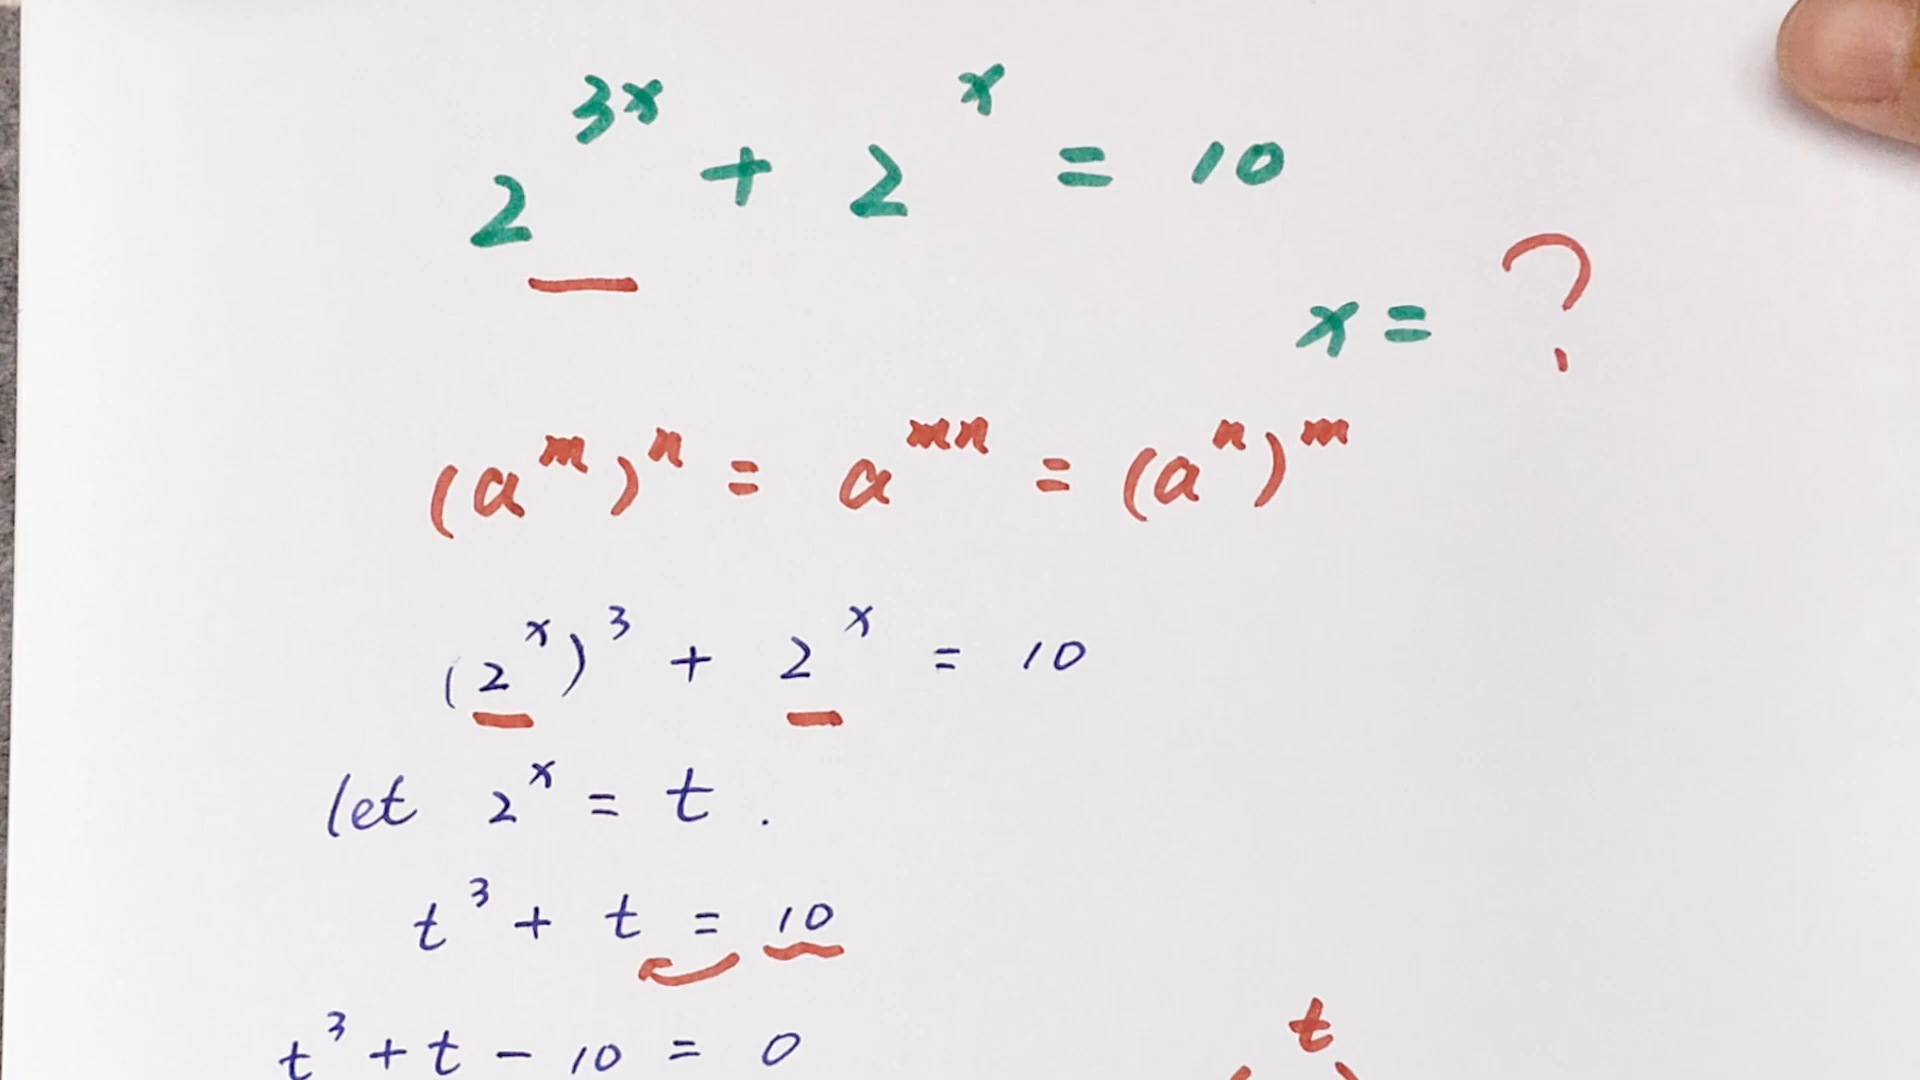 2^{3x} + 2^x = 10
x = ?
(a^m)^n = a^{mn} = (a^n)^m
(2^x)^3 + 2^x = 10
let 2^x = t .
t^3 + t = 10
t^3 + t - 10 = 0
t